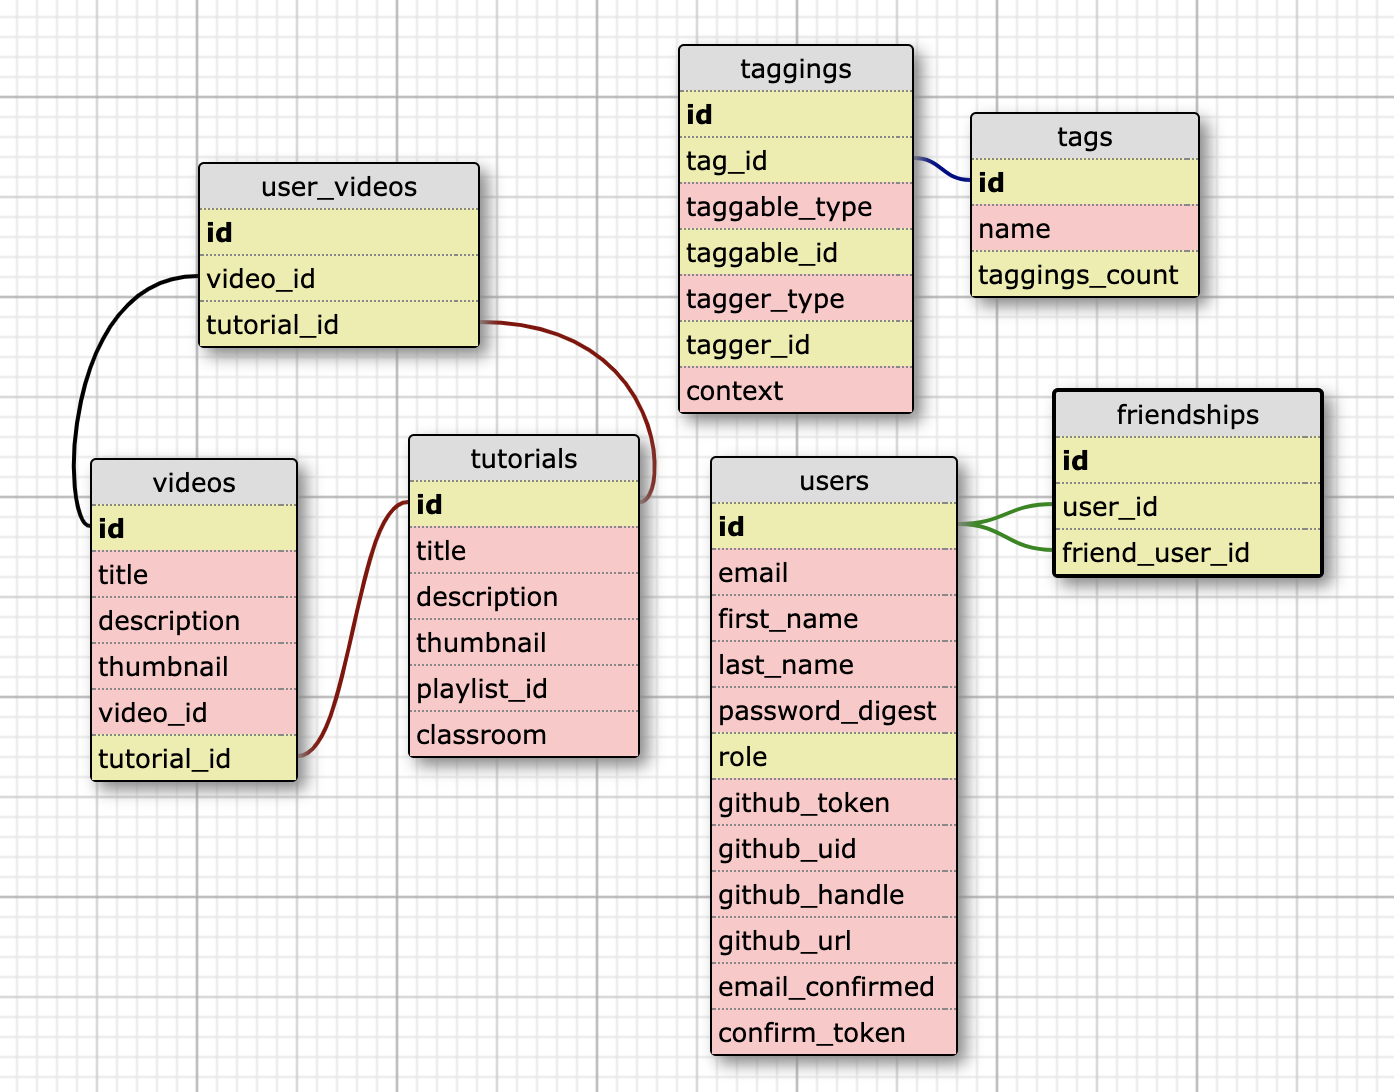 taggings
id
tag_id
taggable_type
taggable_id
tagger_type
tagger_id
context
tags
id
name
taggings_count
user_videos
id
video_id
tutorial_id
friendships
id
user_id
friend_user_id
videos
id
title
description
thumbnail
video_id
tutorial_id
tutorials
id
title
description
thumbnail
playlist_id
classroom
users
id
email
first_name
last_name
password_digest
role
github_token
github_uid
github_handle
github_url
email_confirmed
confirm_token